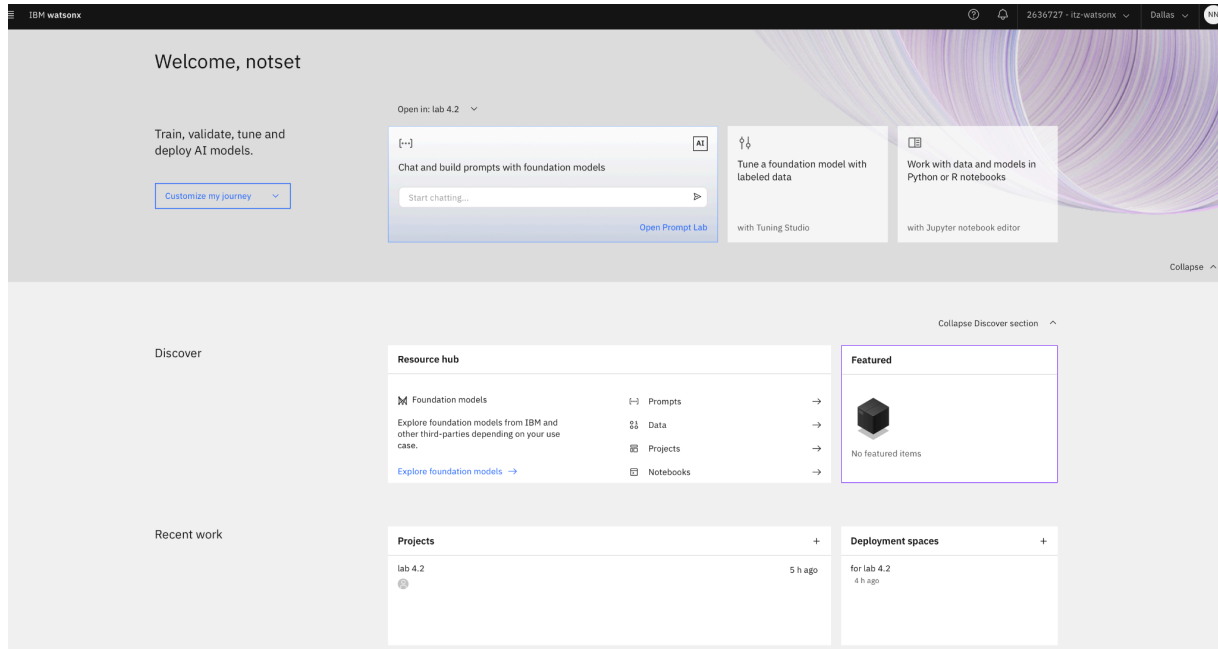 IBM watsonx
2636727 - itz-watsonx
Dallas
NN
Welcome, notset
Open in: lab 4.2
Train, validate, tune and
deploy AI models.
Customize my journey
[...]
AI
Chat and build prompts with foundation models
Start chatting...
Open Prompt Lab
Tune a foundation model with
labeled data
with Tuning Studio
Work with data and models in
Python or R notebooks
with Jupyter notebook editor
Collapse
Collapse Discover section
Discover
Resource hub
Foundation models
Explore foundation models from IBM and
other third-parties depending on your use
case.
Explore foundation models →
Prompts →
Data →
Projects →
Notebooks →
Featured
No featured items
Recent work
Projects +
lab 4.2 5 h ago
Deployment spaces +
for lab 4.2
4 h ago